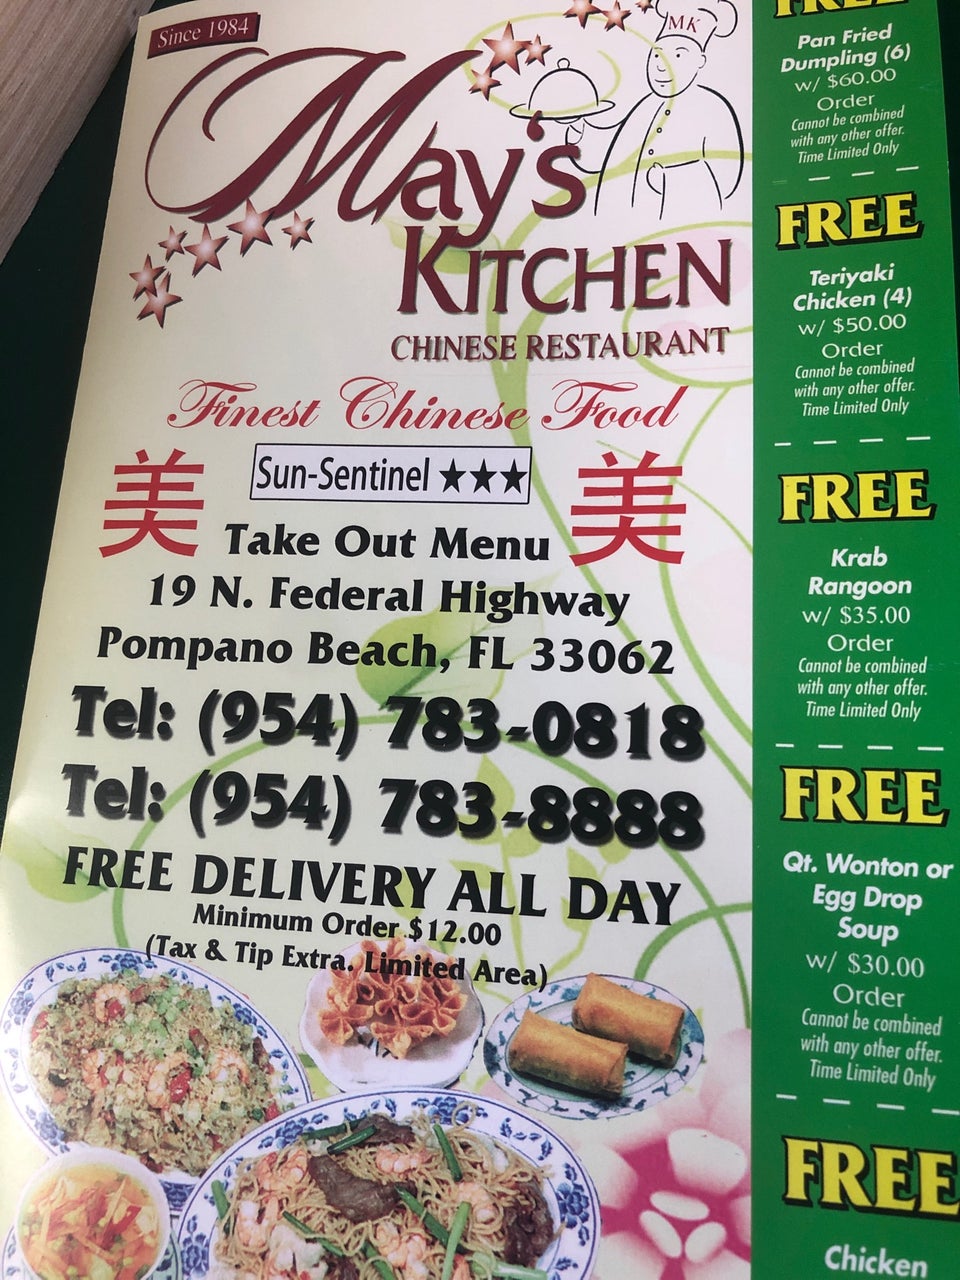 Since 1984
MK
May's
KITCHEN
CHINESE RESTAURANT
Finest Chinese Food
美
Sun-Sentinel ★★★
美
Take Out Menu
19 N. Federal Highway
Pompano Beach, FL 33062
Tel: (954) 783-0818
Tel: (954) 783-8888
FREE DELIVERY ALL DAY
Minimum Order $12.00
(Tax & Tip Extra. Limited Area)
FREE
Pan Fried
Dumpling (6)
w/ $60.00
Order
Cannot be combined
with any other offer.
Time Limited Only
FREE
Teriyaki
Chicken (4)
w/ $50.00
Order
Cannot be combined
with any other offer.
Time Limited Only
FREE
Krab
Rangoon
w/ $35.00
Order
Cannot be combined
with any other offer.
Time Limited Only
FREE
Qt. Wonton or
Egg Drop
Soup
w/ $30.00
Order
Cannot be combined
with any other offer.
Time Limited Only
FREE
Chicken